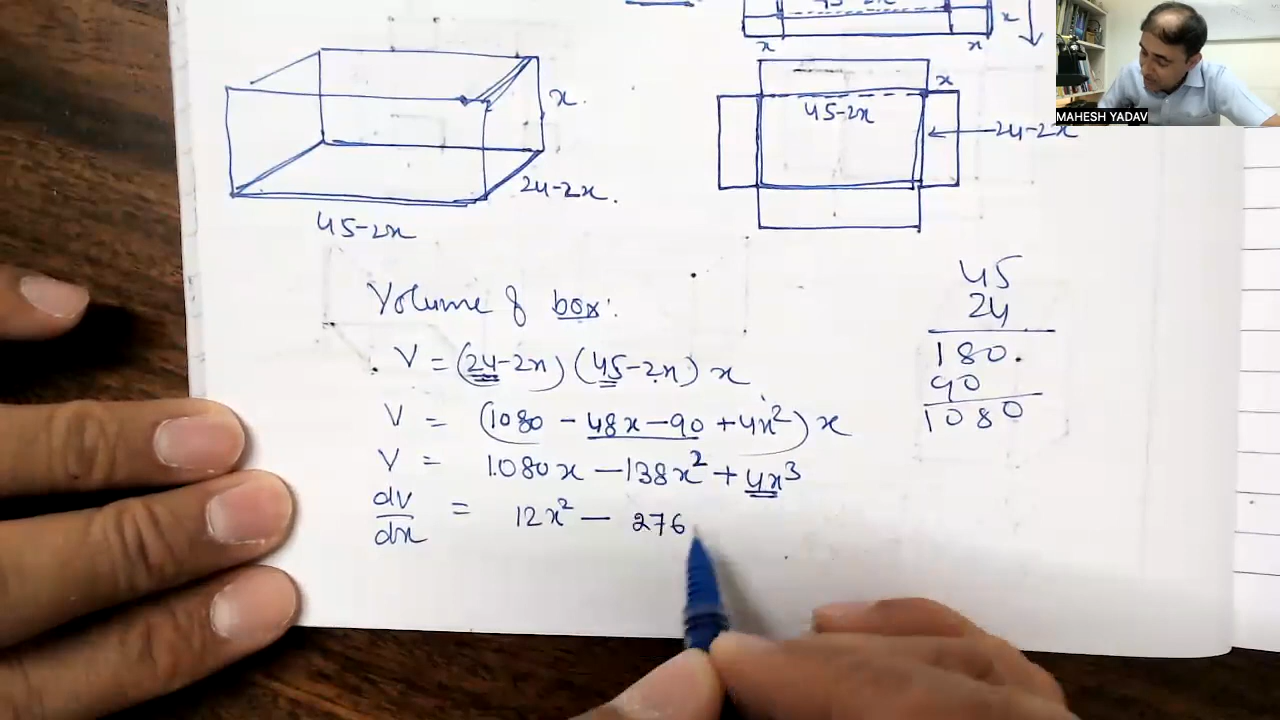 45-2x
x
x
x
x
45-2x
24-2x
x.
24-2x.
45-2x
MAHESH YADAV
Volume of box:
V = (24-2x)(45-2x) x
V = (1080 - 48x - 90 + 4x²) x
V = 1080x - 138x² + 4x³
dv/dx = 12x² - 276
45
24
180.
90
1080